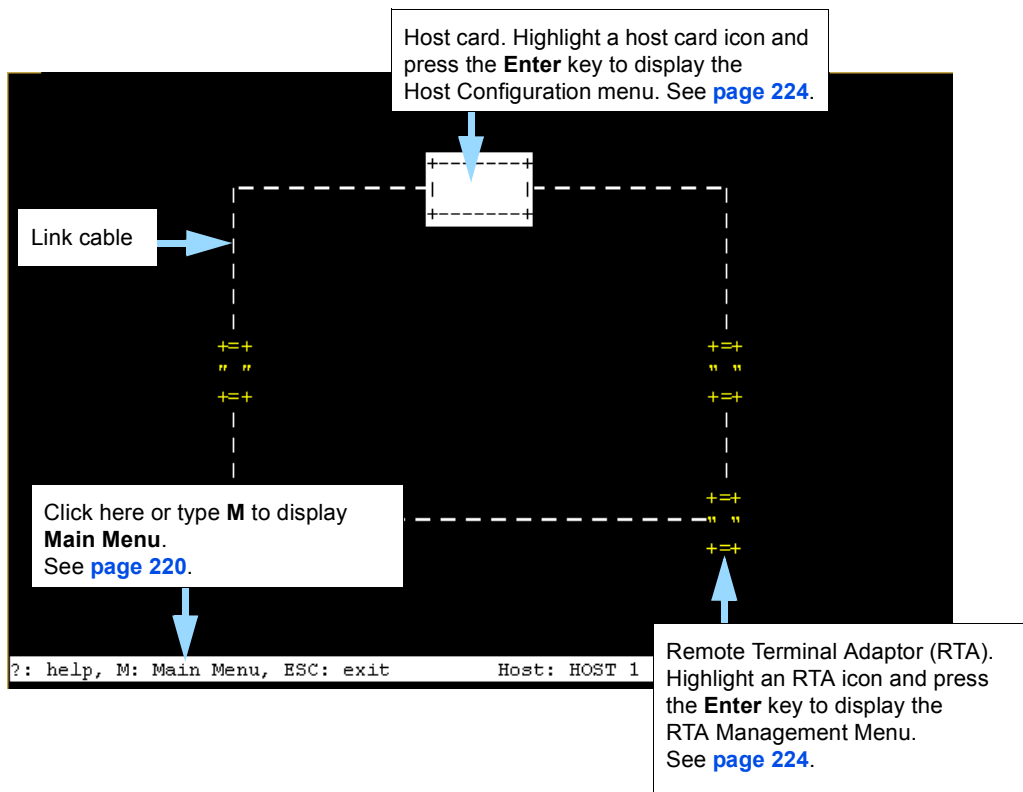 Host card. Highlight a host card icon and
press the Enter key to display the
Host Configuration menu. See page 224.
+-------+
| |
+-------+
Link cable
+=+ +=+
" " " "
+=+ +=+
Click here or type M to display
Main Menu.
See page 220.
+=+
" "
+=+
?: help, M: Main Menu, ESC: exit Host: HOST 1
Remote Terminal Adaptor (RTA).
Highlight an RTA icon and press
the Enter key to display the
RTA Management Menu.
See page 224.